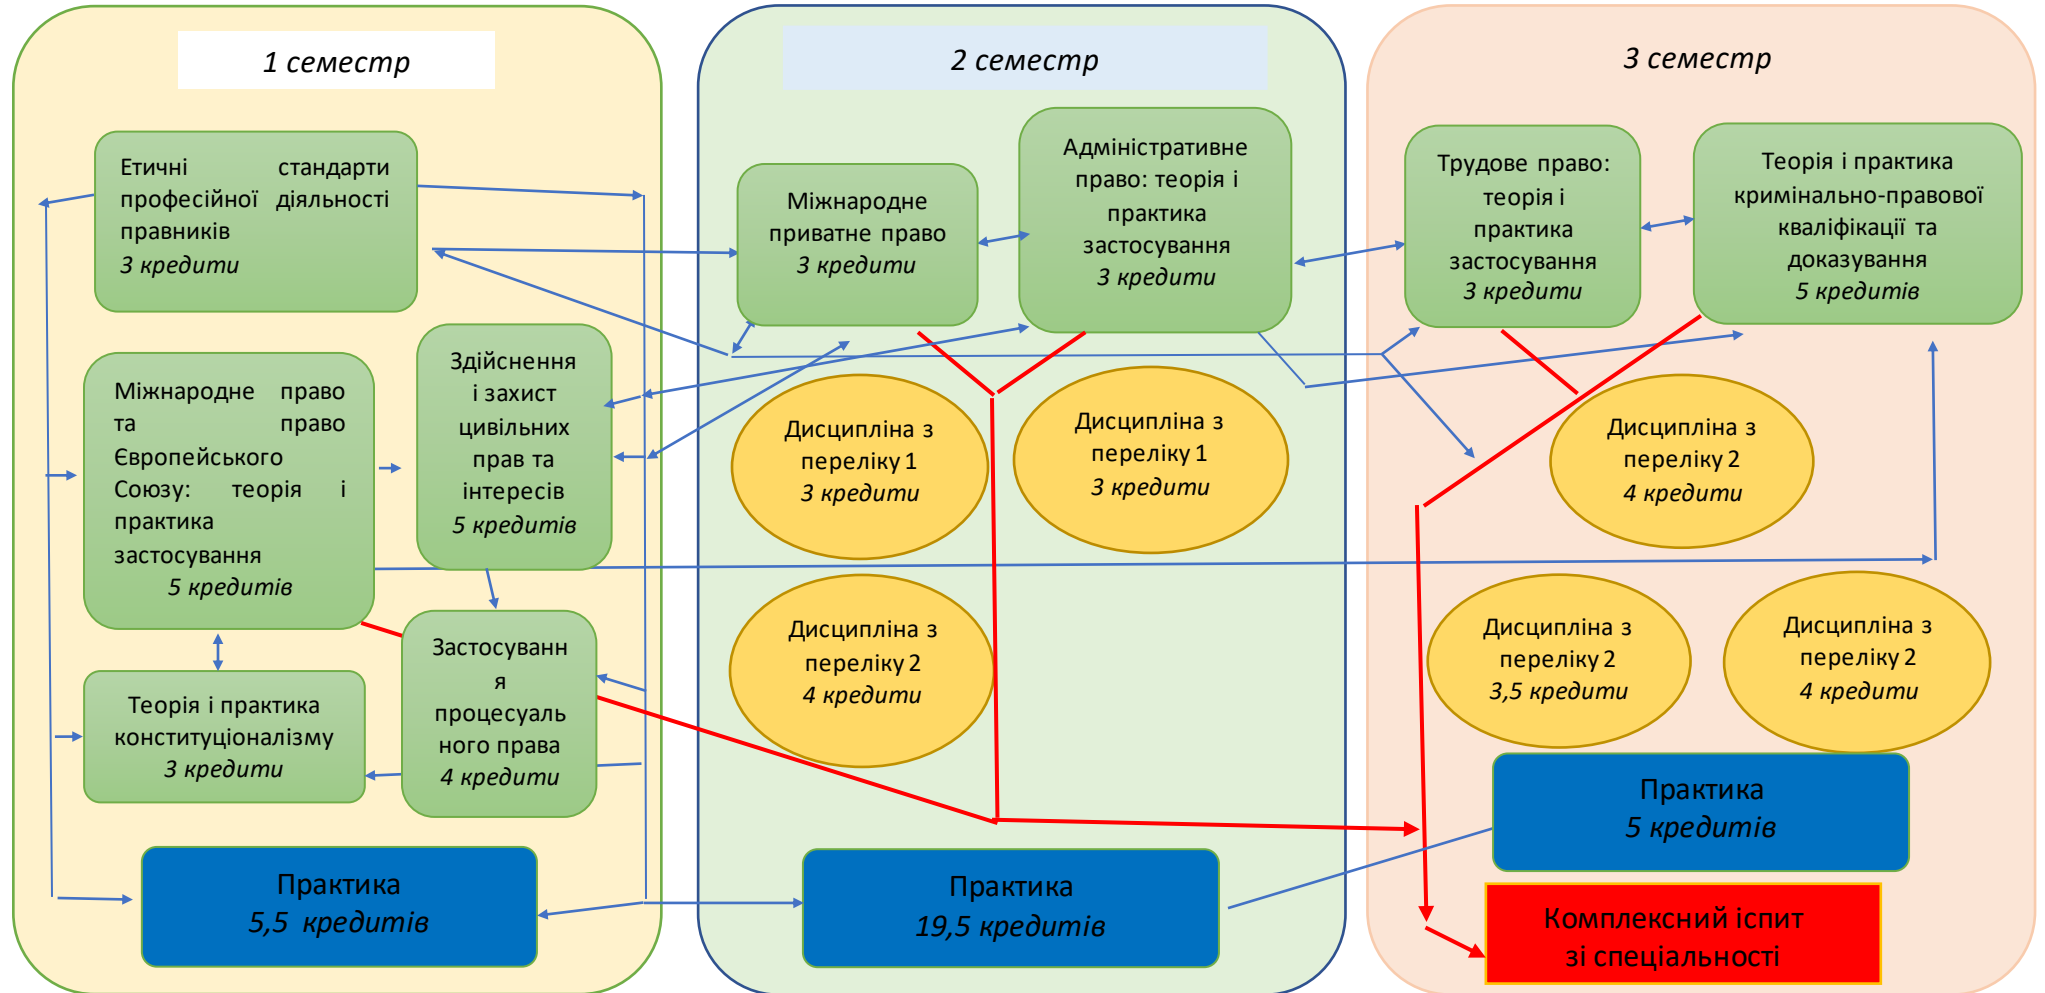 1 семестр
Етичні стандарти
професійної діяльності
правників
3 кредити
Здійснення
і захист
цивільних
прав та
інтересів
5 кредитів
Міжнародне право
та право
Європейського
Союзу: теорія і
практика
застосування
5 кредитів
Застосуванн
я
процесуаль
ного права
4 кредити
Теорія і практика
конституціоналізму
3 кредити
Практика
5,5 кредитів
2 семестр
Міжнародне
приватне право
3 кредити
Адміністративне
право: теорія і
практика
застосування
3 кредити
Дисципліна з
переліку 1
3 кредити
Дисципліна з
переліку 1
3 кредити
Дисципліна з
переліку 2
4 кредити
Практика
19,5 кредитів
3 семестр
Трудове право:
теорія і
практика
застосування
3 кредити
Теорія і практика
кримінально-правової
кваліфікації та
доказування
5 кредитів
Дисципліна з
переліку 2
4 кредити
Дисципліна з
переліку 2
3,5 кредити
Дисципліна з
переліку 2
4 кредити
Практика
5 кредитів
Комплексний іспит
зі спеціальності